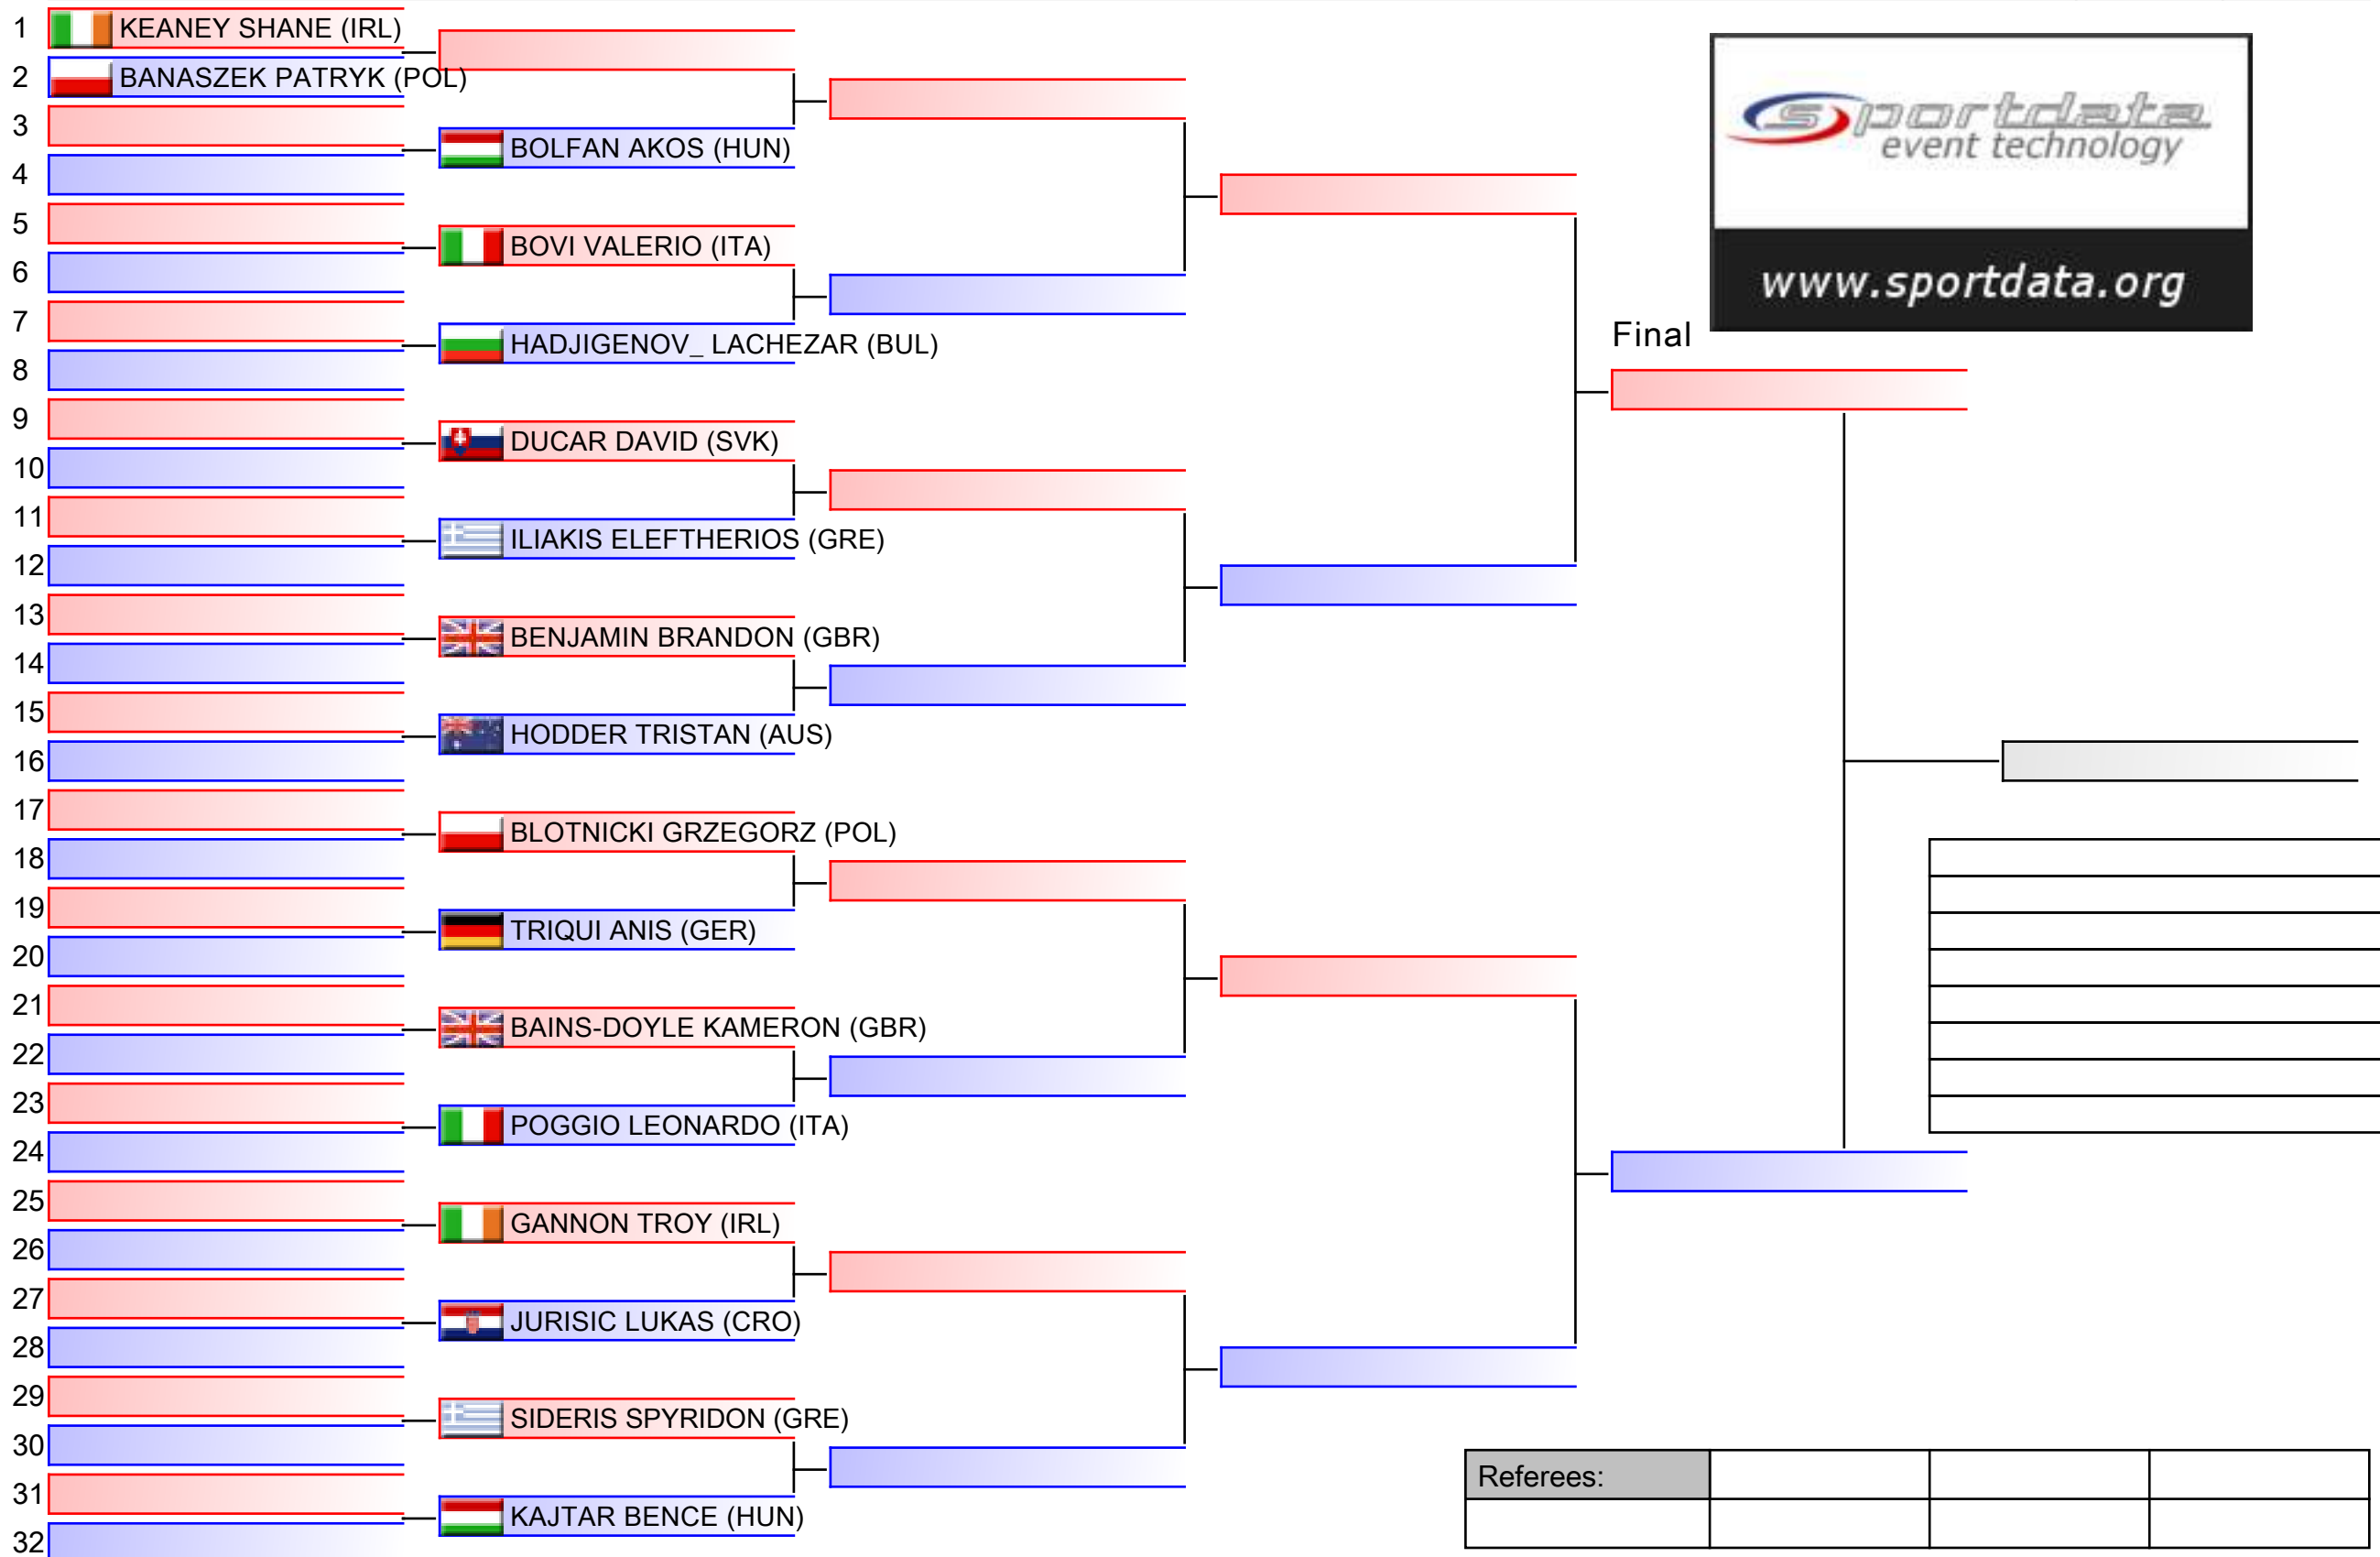 1 KEANEY SHANE (IRL)
2 BANASZEK PATRYK (POL)
3
BOLFAN AKOS (HUN)
4
5
BOVI VALERIO (ITA)
6
7
HADJIGENOV_ LACHEZAR (BUL)
8
9
DUCAR DAVID (SVK)
10
11
ILIAKIS ELEFTHERIOS (GRE)
12
13
BENJAMIN BRANDON (GBR)
14
15
HODDER TRISTAN (AUS)
16
17
BLOTNICKI GRZEGORZ (POL)
18
19
TRIQUI ANIS (GER)
20
21
BAINS-DOYLE KAMERON (GBR)
22
23
POGGIO LEONARDO (ITA)
24
25
GANNON TROY (IRL)
26
27
JURISIC LUKAS (CRO)
28
29
SIDERIS SPYRIDON (GRE)
30
31
KAJTAR BENCE (HUN)
32
sportdata
event technology
www.sportdata.org
Final
Referees: